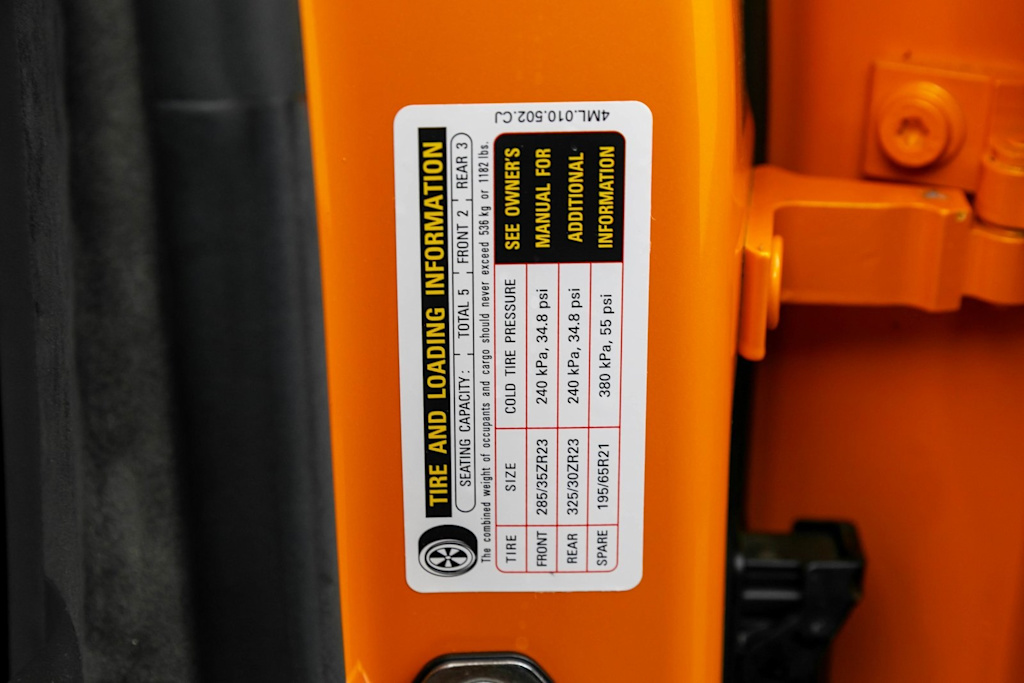 TIRE AND LOADING INFORMATION
SEATING CAPACITY: TOTAL 5 FRONT 2 REAR 3
The combined weight of occupants and cargo should never exceed 536 kg or 1182 lbs.
TIRE SIZE COLD TIRE PRESSURE
FRONT 285/35ZR23 240 kPa, 34.8 psi
REAR 325/30ZR23 240 kPa, 34.8 psi
SPARE 195/65R21 380 kPa, 55 psi
SEE OWNER'S
MANUAL FOR
ADDITIONAL
INFORMATION
4ML.010.502.CJ